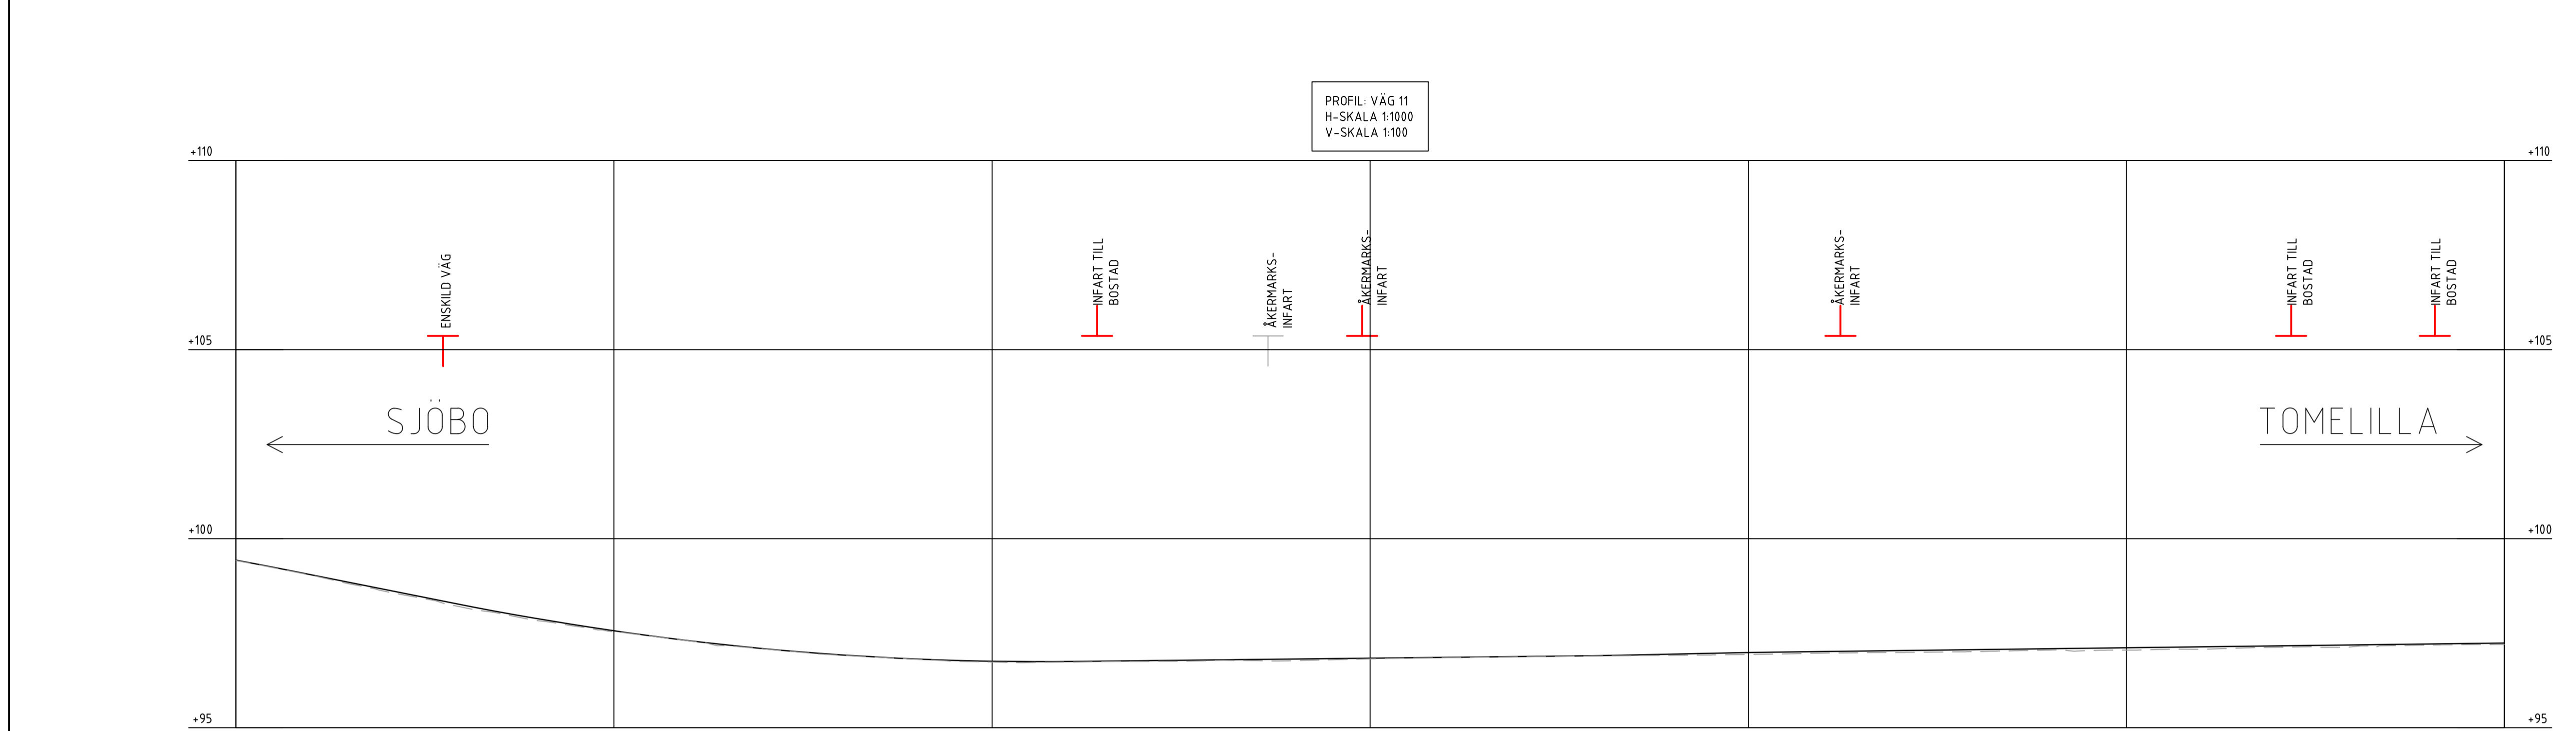 PROFIL: VÄG 11
H-SKALA 1:1000
V-SKALA 1:100
+110
+110
ENSKILD VÄG
INFART TILL
BOSTAD
ÅKERMARKS-
INFART
ÅKERMARKS-
INFART
ÅKERMARKS-
INFART
INFART TILL
BOSTAD
INFART TILL
BOSTAD
+105
+105
SJÖBO
TOMELILLA
+100
+100
+95
+95